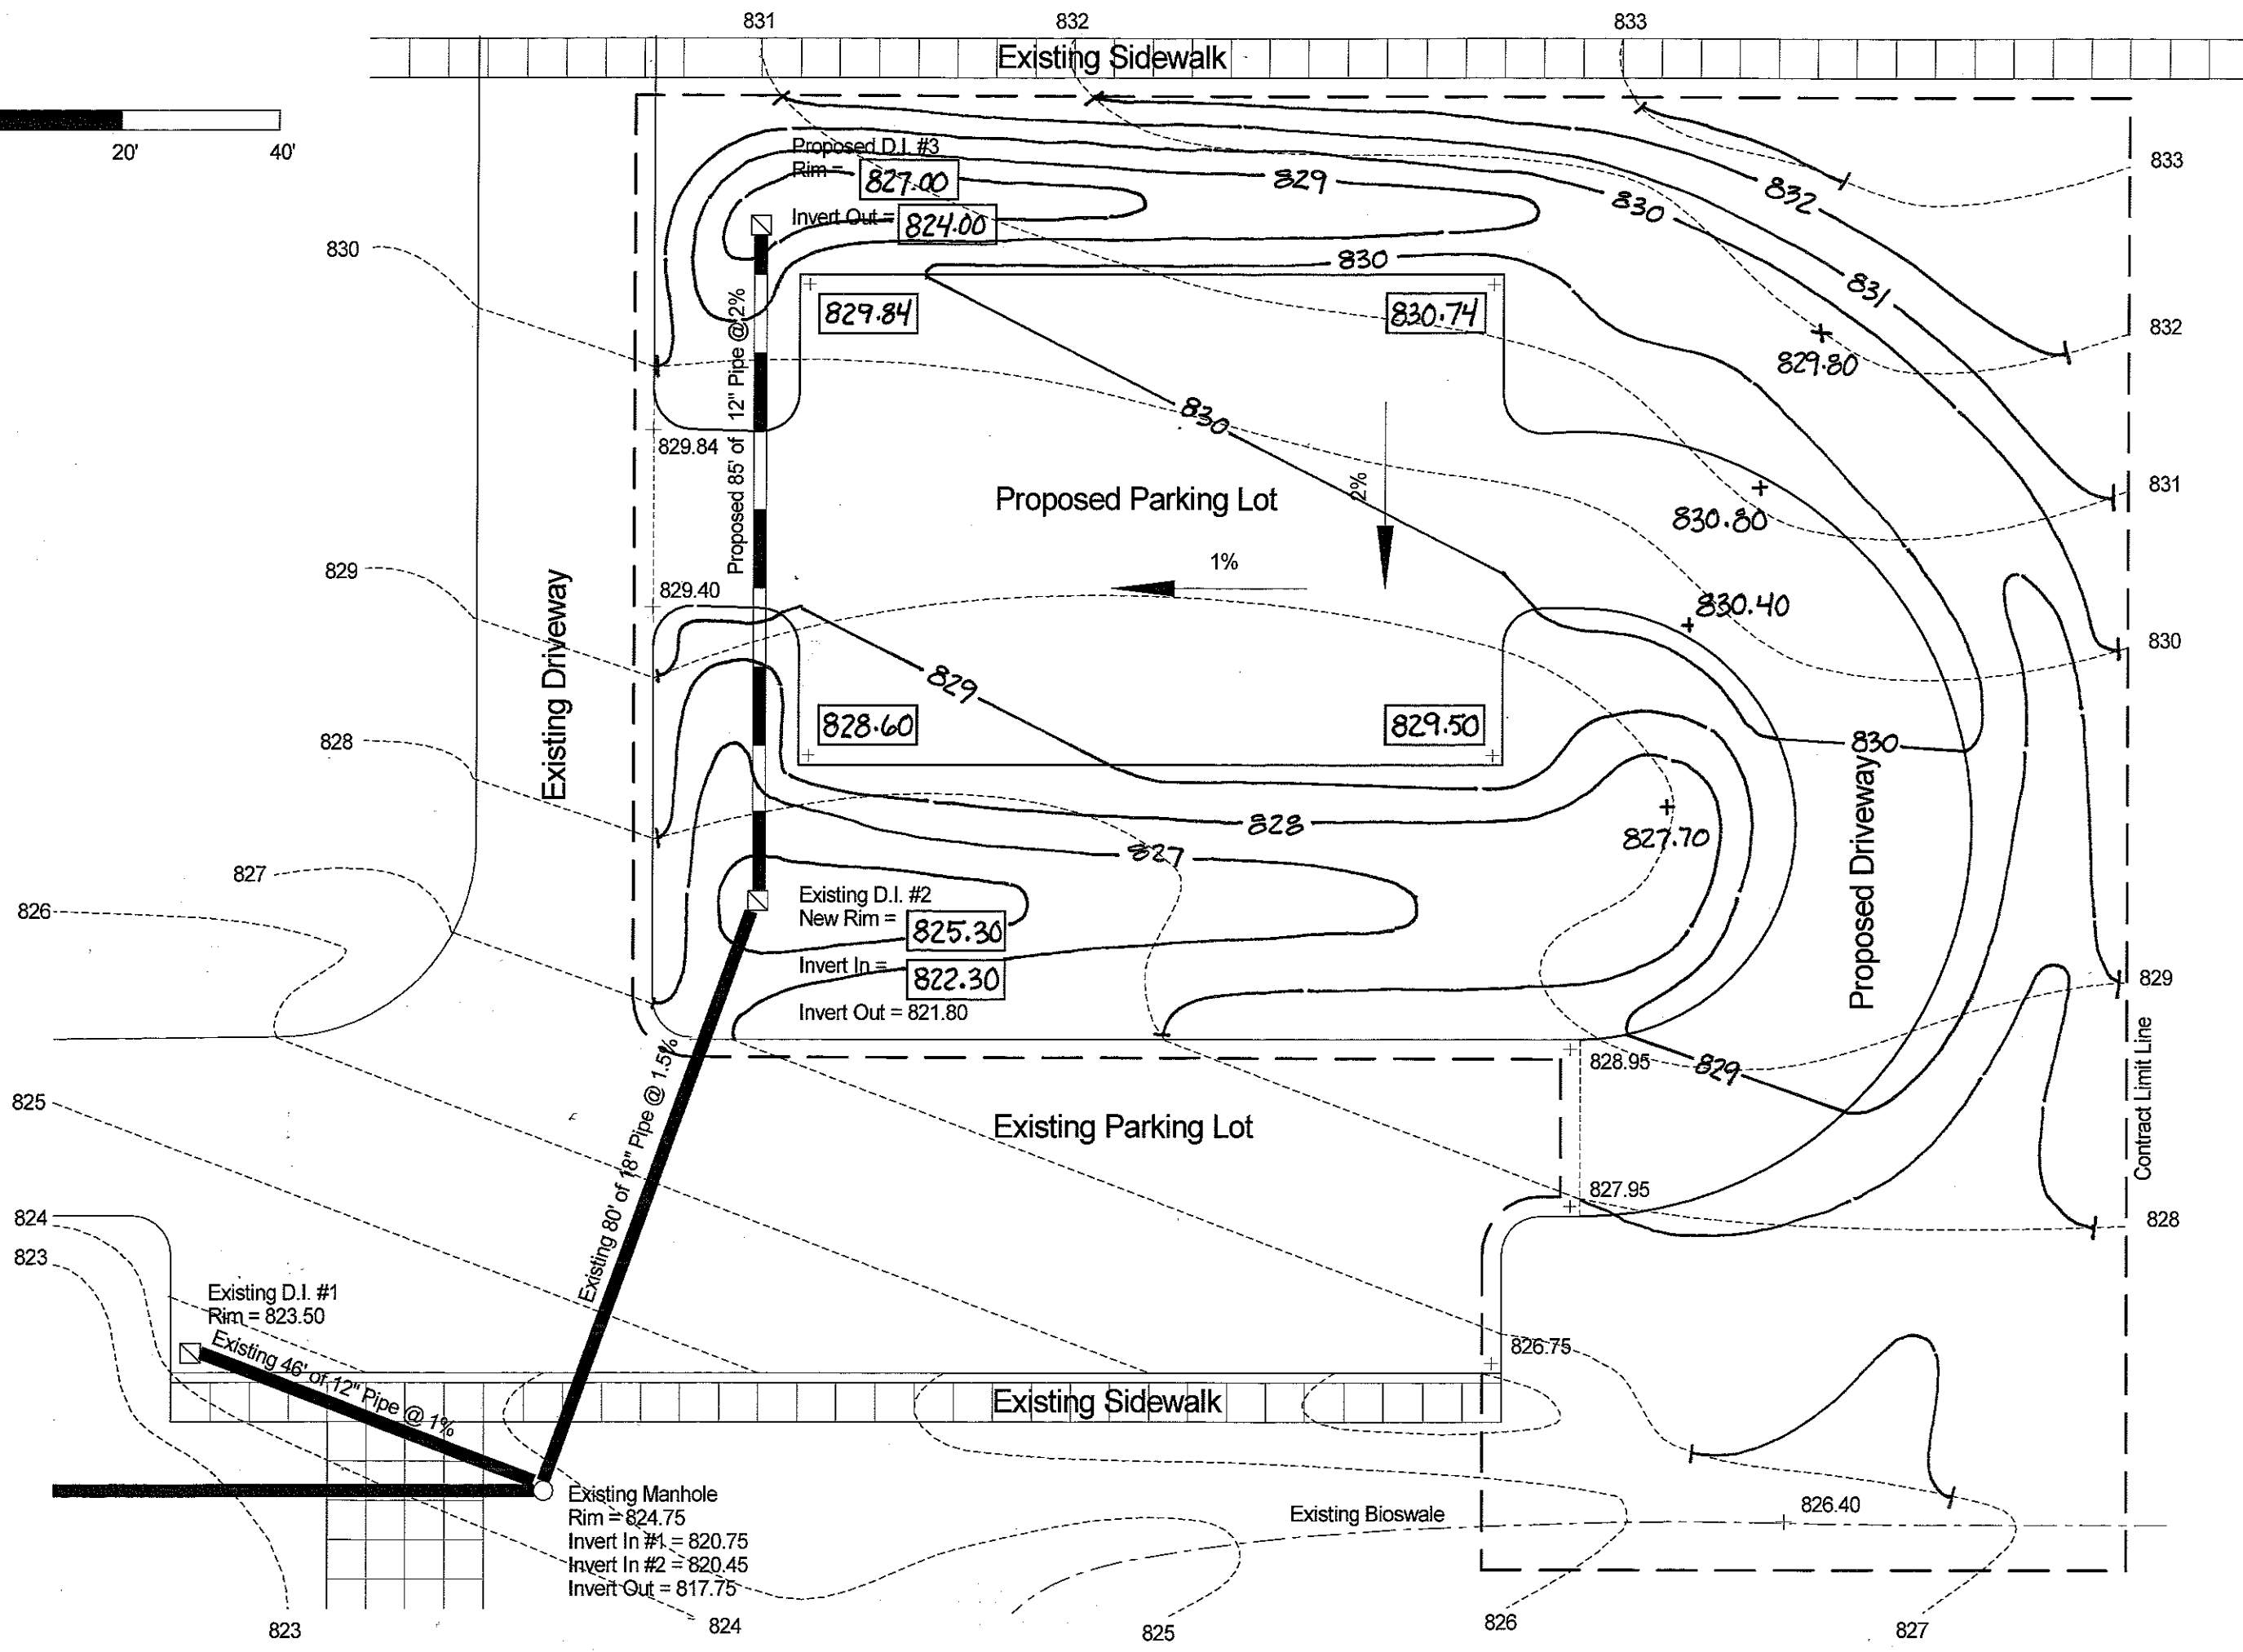 831
832
833
Existing Sidewalk
20'
40'
Proposed D.I. #3
Rim = 827.00
Invert Out = 824.00
829
830
832
833
830
830
829.84
830.74
831
832
829.80
12" Pipe @ 2%
Proposed 85' of
829.84
830
2%
Proposed Parking Lot
831
830.80
829
829.40
1%
830.40
Existing Driveway
830
829
828.60
829.50
828
830
Proposed Driveway
828
827.70
827
827
826
Existing D.I. #2
New Rim = 825.30
Invert In = 822.30
Invert Out = 821.80
829
Contract Limit Line
828.95
829
825
Existing 80' of 18" Pipe @ 1.5%
Existing Parking Lot
827.95
828
824
823
Existing D.I. #1
Rim = 823.50
Existing 46' of 12" Pipe @ 1%
826.75
Existing Sidewalk
Existing Manhole
Rim = 824.75
Invert In #1 = 820.75
Invert In #2 = 820.45
Invert Out = 817.75
Existing Bioswale
826.40
823
824
825
826
827